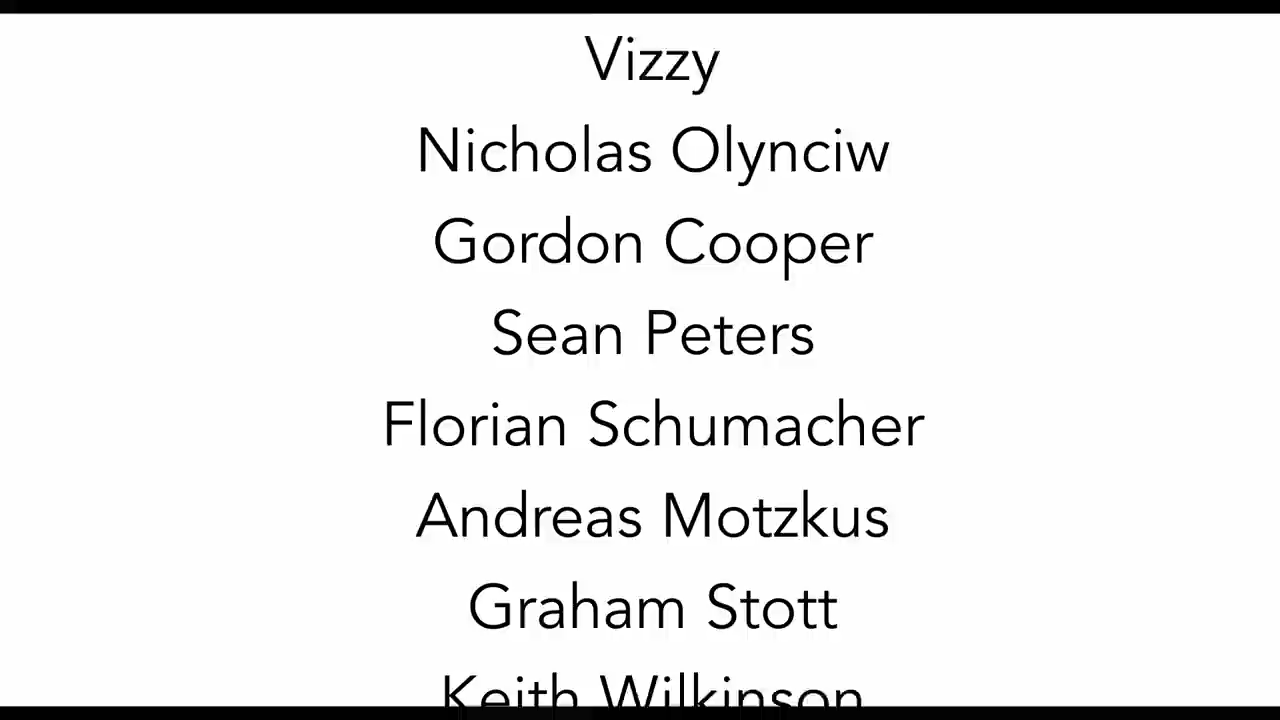 Vizzy
Nicholas Olynciw
Gordon Cooper
Sean Peters
Florian Schumacher
Andreas Motzkus
Graham Stott
Keith Wilkinson